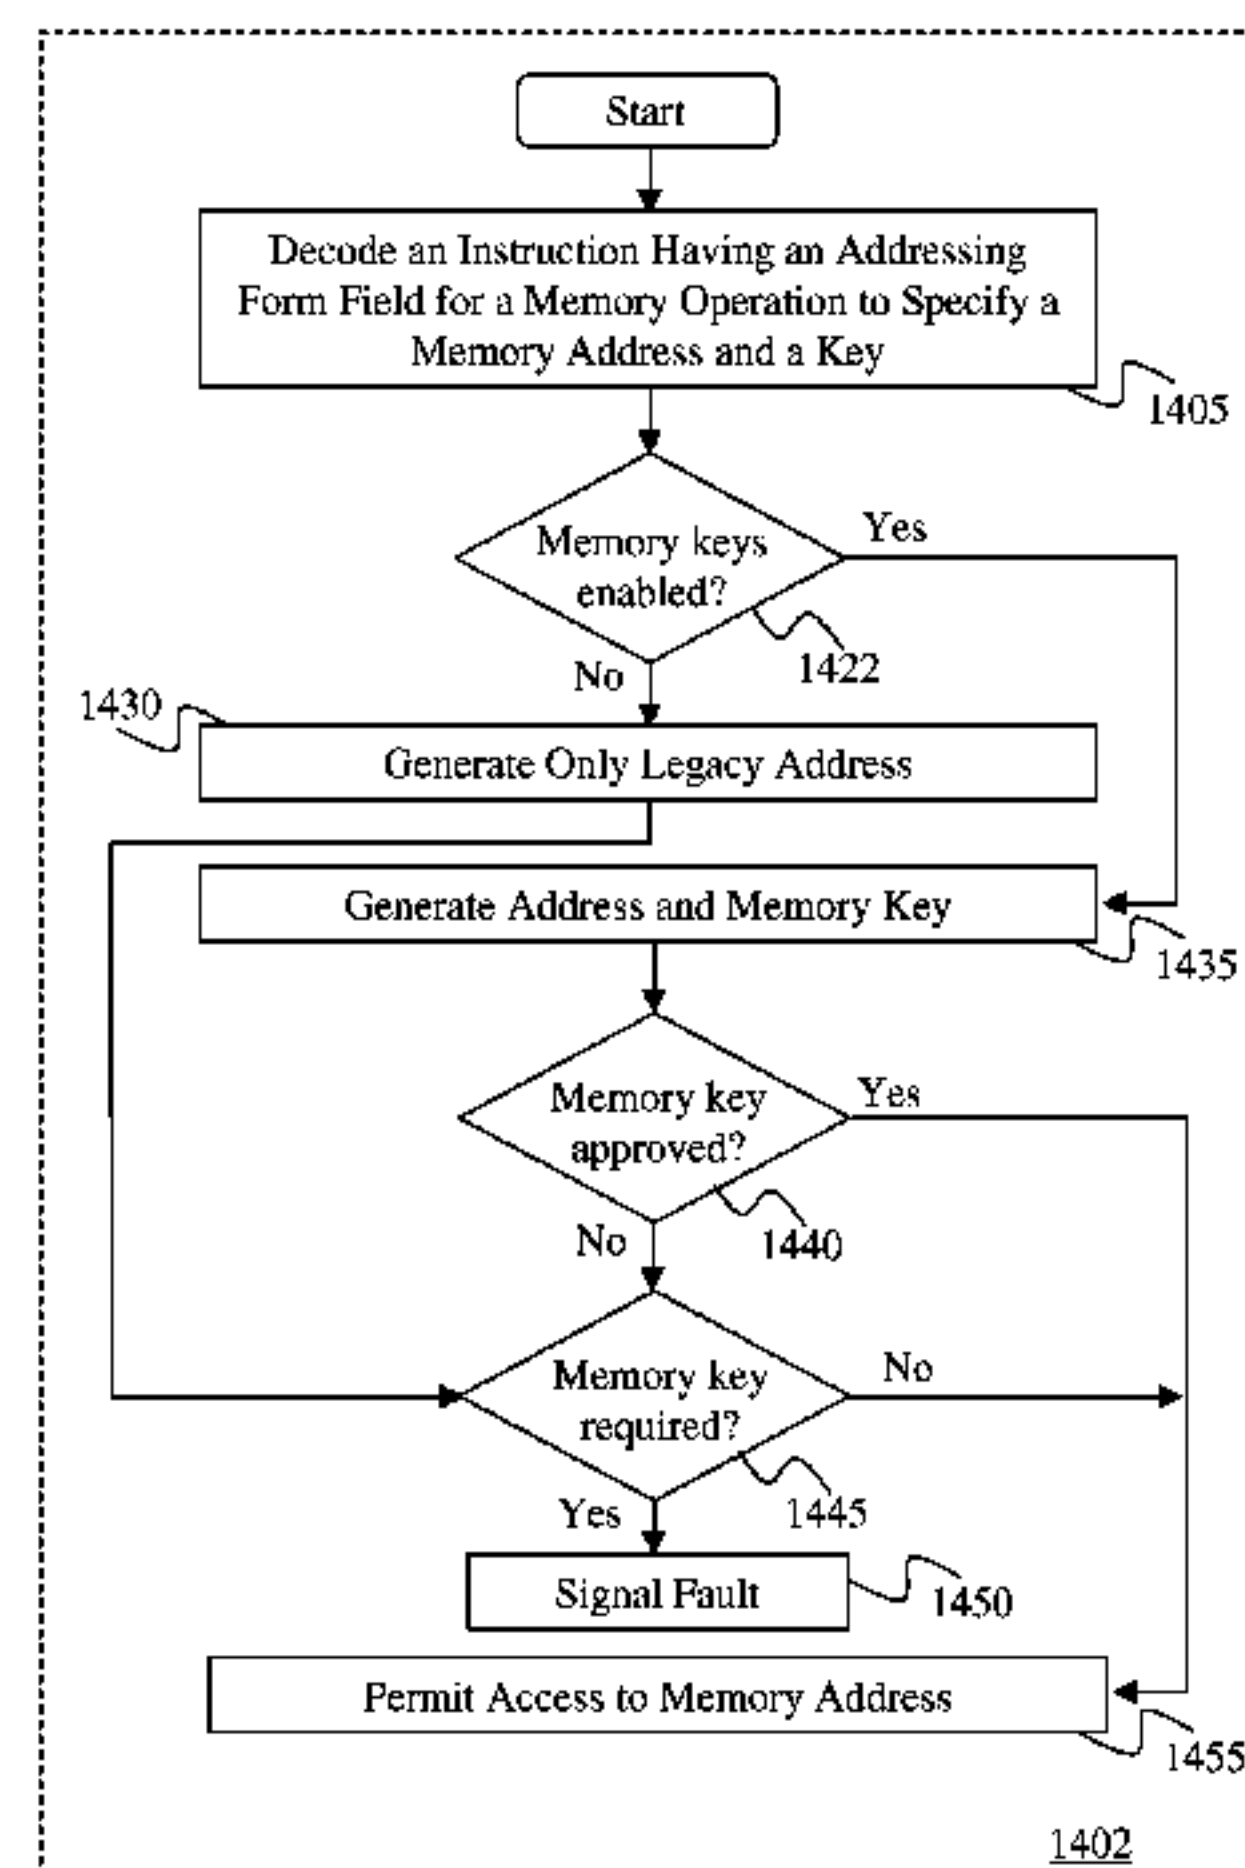 Start
Decode an Instruction Having an Addressing
Form Field for a Memory Operation to Specify a
Memory Address and a Key
1405
Memory keys
enabled?
Yes
1422
No
1430
Generate Only Legacy Address
Generate Address and Memory Key
1435
Memory key
approved?
Yes
1440
No
Memory key
required?
No
1445
Yes
Signal Fault
1450
Permit Access to Memory Address
1455
1402